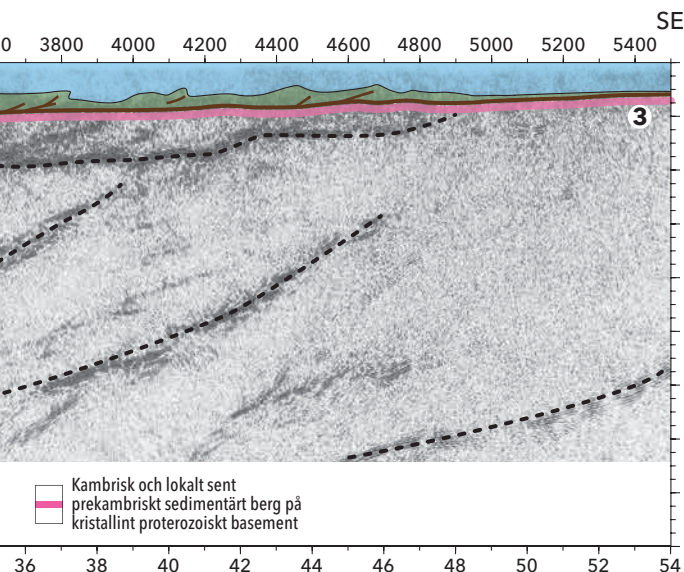 SE
0 3800 4000 4200 4400 4600 4800 5000 5200 5400
3
Kambrisk och lokalt sent
prekambriskt sedimentärt berg på
kristallint proterozoiskt basement
36 38 40 42 44 46 48 50 52 54